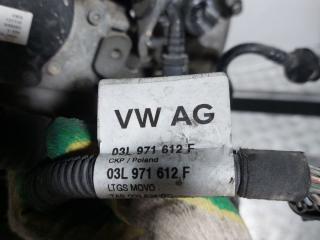 VW AG
03L 971 612 F
CKP / Poland
03L 971 612 F
LTGS MOVO